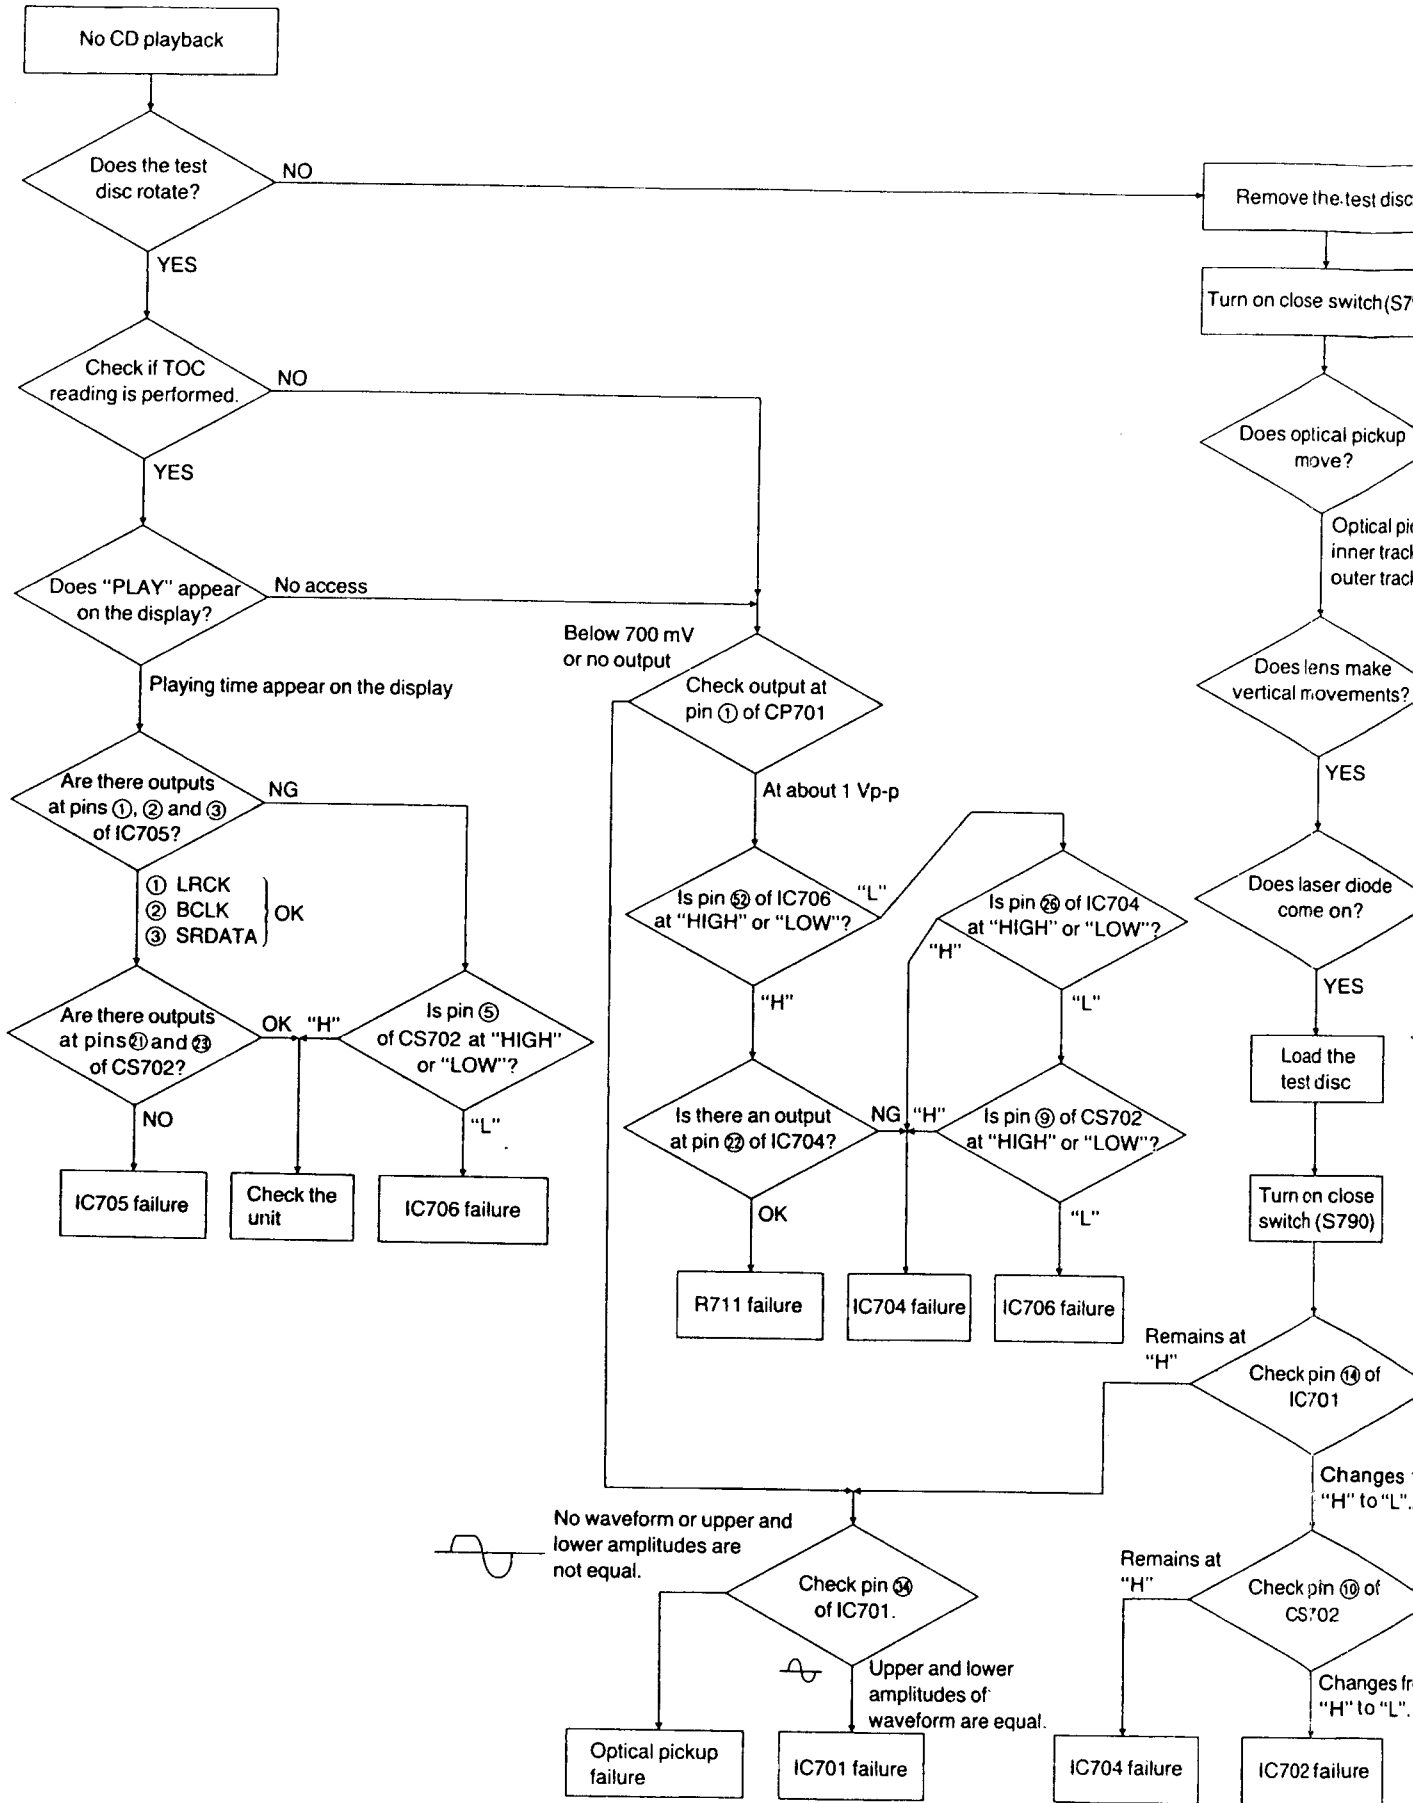 No CD playback
Does the test
disc rotate?
NO
YES
Check if TOC
reading is performed.
NO
YES
Does "PLAY" appear
on the display?
No access
Playing time appear on the display
Are there outputs
at pins ①, ② and ③
of IC705?
NG
① LRCK
② BCLK
③ SRDATA
OK
Are there outputs
at pins ㉑ and ㉓
of CS702?
OK
"H"
Is pin ⑤
of CS702 at "HIGH"
or "LOW"?
NO
"L"
IC705 failure
Check the
unit
IC706 failure
Below 700 mV
or no output
Check output at
pin ① of CP701
At about 1 Vp-p
Is pin 52 of IC706
at "HIGH" or "LOW"?
"L"
"H"
Is pin ㉖ of IC704
at "HIGH" or "LOW"?
"H"
"L"
Is there an output
at pin ㉒ of IC704?
NG
"H"
Is pin ⑨ of CS702
at "HIGH" or "LOW"?
OK
"L"
R711 failure
IC704 failure
IC706 failure
Remove the test disc
Turn on close switch (S7
Does optical pickup
move?
Optical
inner
outer
Does lens make
vertical movements?
YES
Does laser diode
come on?
YES
Load the
test disc
Turn on close
switch (S790)
Remains at
"H"
Check pin ⑭ of
IC701
Changes
"H" to "L".
Remains at
"H"
Check pin ⑩ of
CS702
Changes
"H" to "L".
IC704 failure
IC702 failure
No waveform or upper and
lower amplitudes are
not equal.
Check pin 34
of IC701.
Upper and lower
amplitudes of
waveform are equal.
Optical pickup
failure
IC701 failure